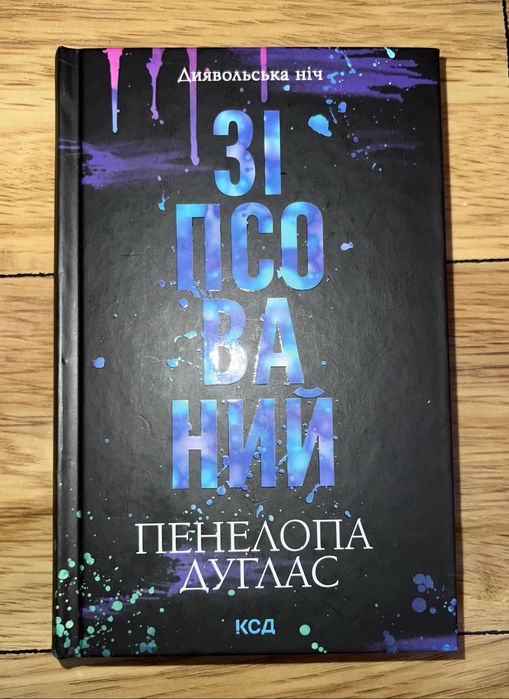 Диявольська ніч
ЗІ
ПСО
ВА
НИЙ
ПЕНЕЛОПА
ДУГЛАС
КСД